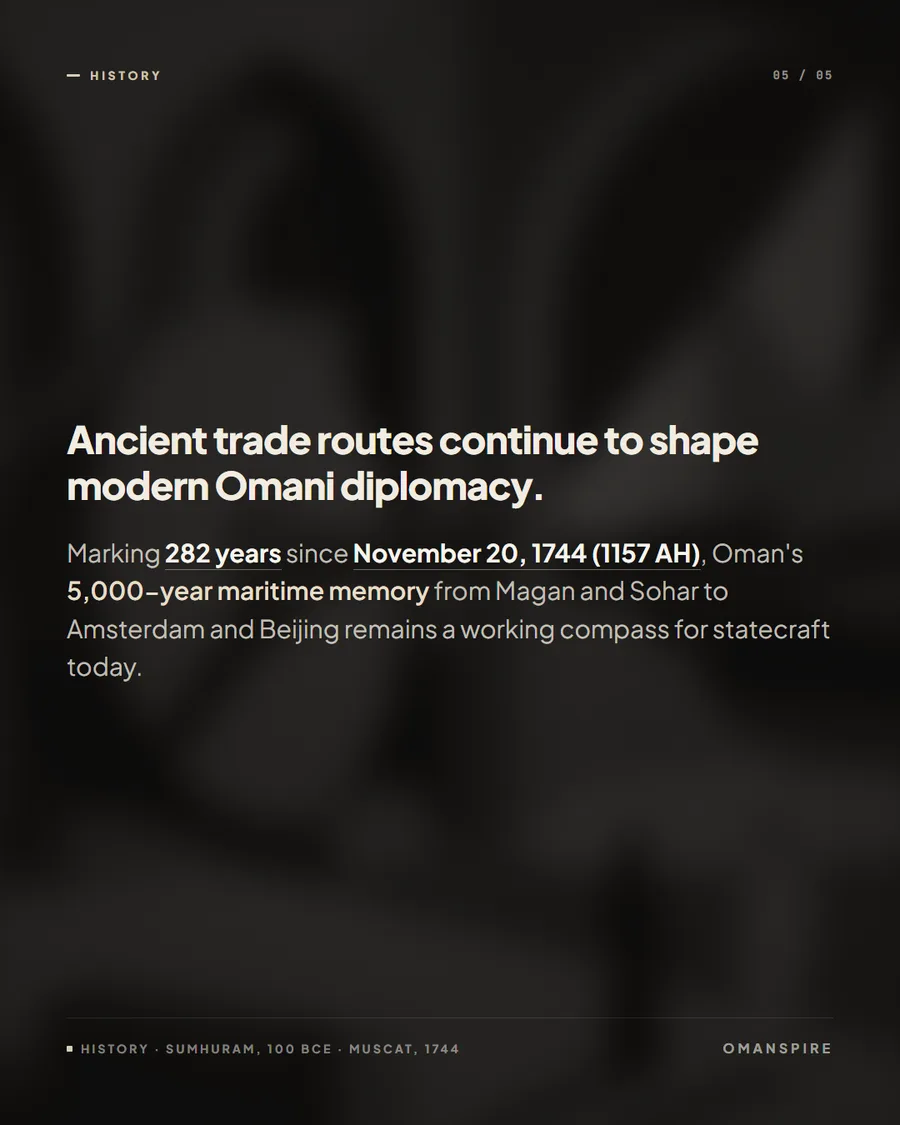 — HISTORY
05 / 05
Ancient trade routes continue to shape
modern Omani diplomacy.
Marking 282 years since November 20, 1744 (1157 AH), Oman's
5,000–year maritime memory from Magan and Sohar to
Amsterdam and Beijing remains a working compass for statecraft
today.
HISTORY · SUMHURAM, 100 BCE · MUSCAT, 1744
OMANSPIRE